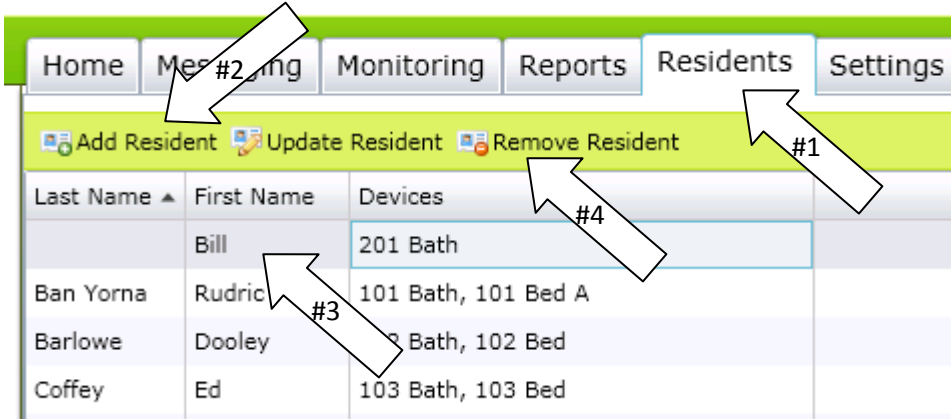 Home Messaging Monitoring Reports Residents Settings
#2
#1
Add Resident Update Resident Remove Resident
Last Name First Name Devices
#4
Bill 201 Bath
#3
Ban Yorna Rudric 101 Bath, 101 Bed A
Barlowe Dooley Bath, 102 Bed
Coffey Ed 103 Bath, 103 Bed